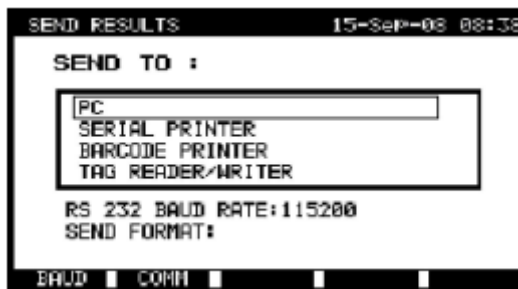 SEND RESULTS 15-Sep-08 08:38
SEND TO :
PC
SERIAL PRINTER
BARCODE PRINTER
TAG READER/WRITER
RS 232 BAUD RATE:115200
SEND FORMAT:
BAUD COMM